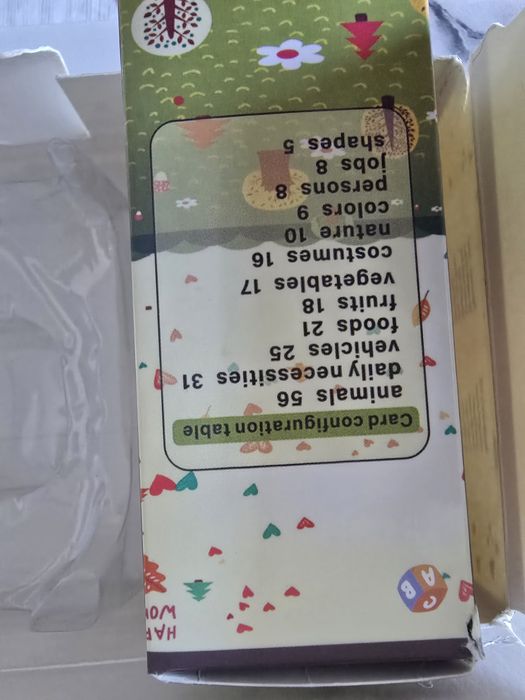 Card configuration table
animals 56
daily necessities 31
vehicles 25
foods 21
fruits 18
vegetables 17
costumes 16
nature 10
colors 9
persons 8
jobs 8
shapes 5
A
B
C